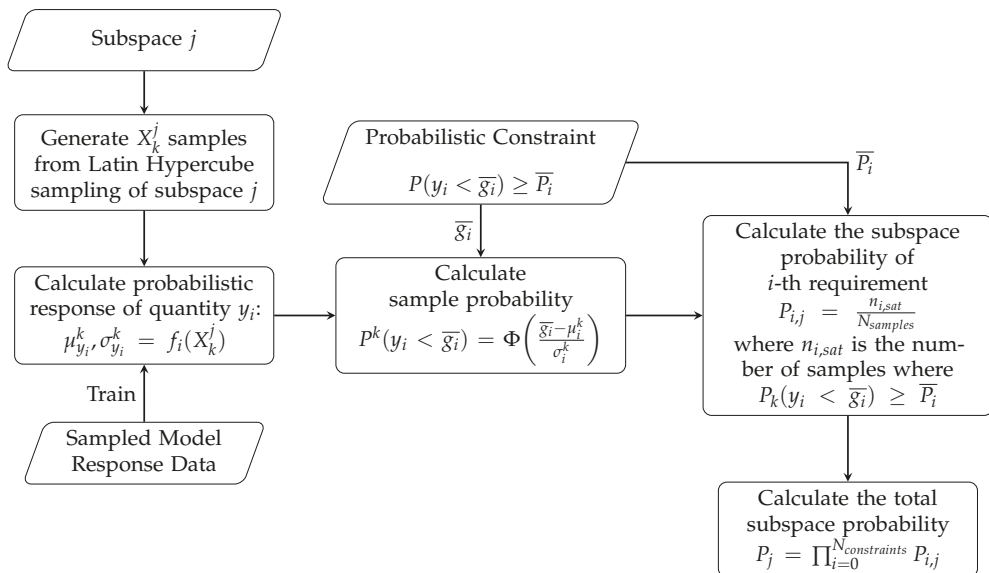 Subspace j
Generate X_k^j samples
from Latin Hypercube
sampling of subspace j
Calculate probabilistic
response of quantity y_i:
μ_{y_i}^k, σ_{y_i}^k = f_i(X_k^j)
Train
Sampled Model
Response Data
Probabilistic Constraint
P(y_i < \overline{g_i}) ≥ \overline{P_i}
\overline{g_i}
Calculate
sample probability
P^k(y_i < \overline{g_i}) = Φ(\frac{\overline{g_i}−μ_i^k}{σ_i^k})
\overline{P_i}
Calculate the subspace
probability of
i-th requirement
P_{i,j} = \frac{n_{i,sat}}{N_{samples}}
where n_{i,sat} is the num-
ber of samples where
P_k(y_i < \overline{g_i}) ≥ \overline{P_i}
Calculate the total
subspace probability
P_j = ∏_{i=0}^{N_{constraints}} P_{i,j}